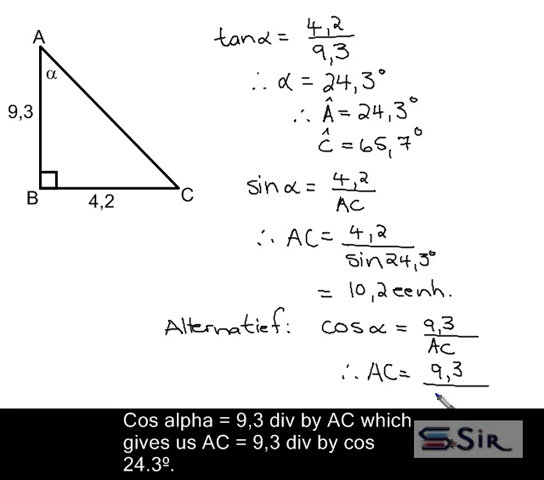 A
α
9,3
B
4,2
C
tanα = 4,2/9,3
∴ α = 24,3°
∴ Â = 24,3°
Ĉ = 65,7°
sinα = 4,2/AC
∴ AC = 4,2/sin24,3°
= 10,2 eenh.
Alternatief: cosα = 9,3/AC
∴ AC = 9,3
Cos alpha = 9,3 div by AC which
gives us AC = 9,3 div by cos
24.3º.
SSir